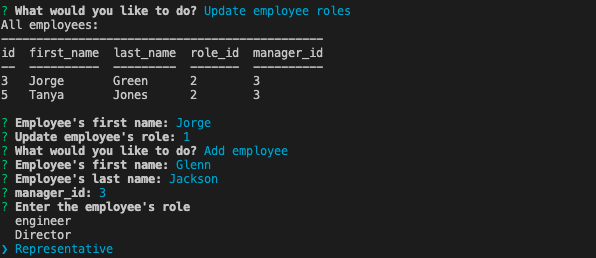 ? What would you like to do? Update employee roles
All employees:
----------------------------------------------
id  first_name  last_name  role_id  manager_id
--  ----------  ---------  -------  ----------
3   Jorge       Green      2        3
5   Tanya       Jones      2        3
? Employee's first name: Jorge
? Update employee's role: 1
? What would you like to do? Add employee
? Employee's first name: Glenn
? Employee's last name: Jackson
? manager_id: 3
? Enter the employee's role
  engineer
  Director
❯ Representative